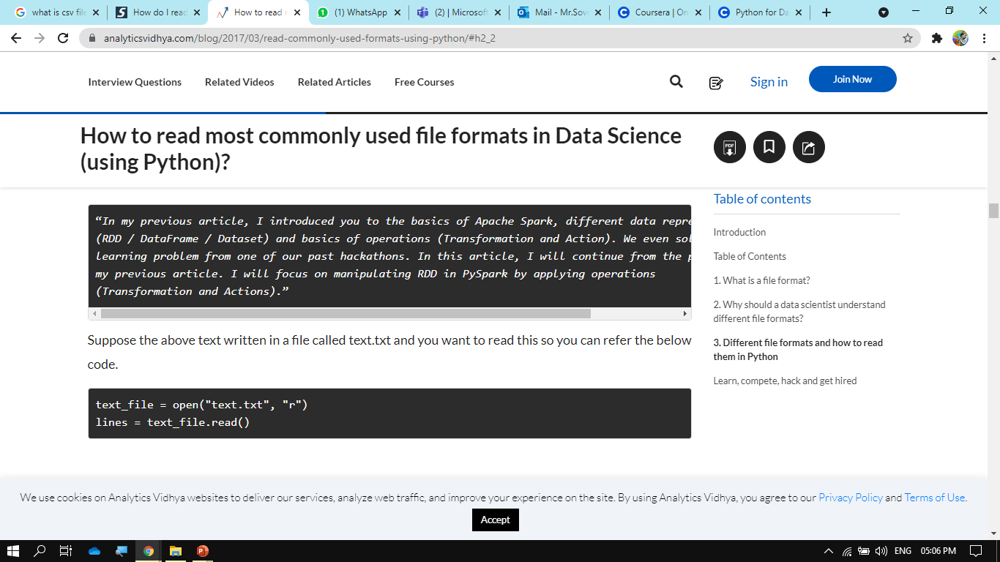 what is csv file
How do I read
How to read
(1) WhatsApp
(2) | Microsof
Mail - Mr.Sov
Coursera | On
Python for Da
analyticsvidhya.com/blog/2017/03/read-commonly-used-formats-using-python/#h2_2
Interview Questions Related Videos Related Articles Free Courses Sign in Join Now
How to read most commonly used file formats in Data Science
(using Python)?
PDF
“In my previous article, I introduced you to the basics of Apache Spark, different data repre
(RDD / DataFrame / Dataset) and basics of operations (Transformation and Action). We even sol
learning problem from one of our past hackathons. In this article, I will continue from the p
my previous article. I will focus on manipulating RDD in PySpark by applying operations
(Transformation and Actions).”
Suppose the above text written in a file called text.txt and you want to read this so you can refer the below
code.
text_file = open("text.txt", "r")
lines = text_file.read()
Table of contents
Introduction
Table of Contents
1. What is a file format?
2. Why should a data scientist understand
different file formats?
3. Different file formats and how to read
them in Python
Learn, compete, hack and get hired
We use cookies on Analytics Vidhya websites to deliver our services, analyze web traffic, and improve your experience on the site. By using Analytics Vidhya, you agree to our Privacy Policy and Terms of Use.
Accept
ENG 05:06 PM